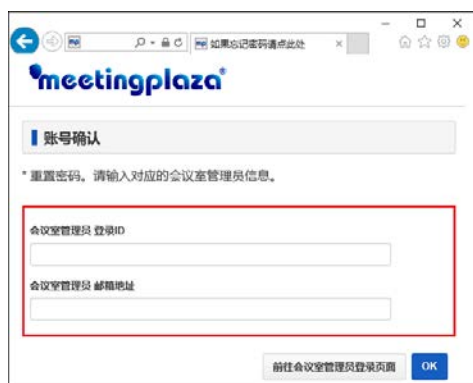 如果忘记密码请点此处
meetingplaza
账号确认
* 重置密码。请输入对应的会议室管理员信息。
会议室管理员 登录ID
会议室管理员 邮箱地址
前往会议室管理员登录页面
OK